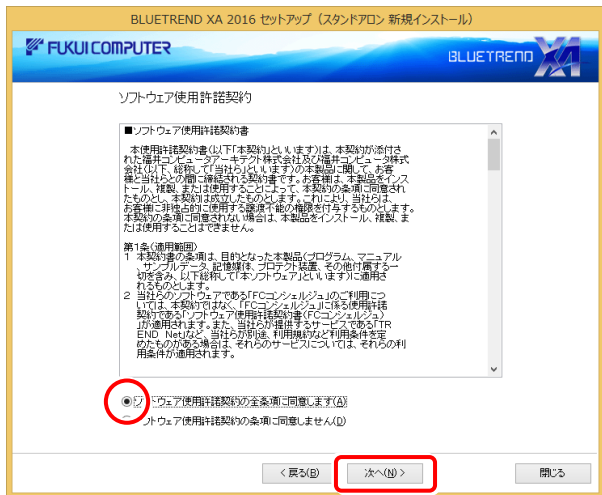 BLUETREND XA 2016 セットアップ（スタンドアロン 新規インストール）
FUKUI COMPUTER
BLUETREND XA
ソフトウェア使用許諾契約
■ソフトウェア使用許諾契約書
本使用許諾契約書(以下「本契約」といいます)は、本契約が添付さ
れた福井コンピュータアーキテクト株式会社及び福井コンピュータ株式
会社(以下、総称して「当社ら」といいます)の本製品に関して、お客
様と当社らとの間に締結される契約書です。お客様は、本製品をインス
トール、複製、または使用することによって、本契約の条項に同意され
たものとし、本契約は成立したものとします。これにより、当社らは、
お客様に非独占的に使用する譲渡不能の権限を付与するものとします。
本契約の条項に同意されない場合は、本製品をインストール、複製、ま
たは使用することはできません。
第1条(適用範囲)
1 本契約書の条項は、目的となった本製品(プログラム、マニュアル
、サンプルデータ、記憶媒体、プロテクト装置、その他付属する一
切を含み、以下総称して「本ソフトウェア」といいます)に適用さ
れるものとします。
2 当社らのソフトウェアである「FCコンシェルジュ」のご利用につ
いては、本契約ではなく、「FCコンシェルジュ」に係る使用許諾
契約である「ソフトウェア使用許諾契約書(FCコンシェルジュ)
」が適用されます。また、当社らが提供するサービスである「TR
END Net」など、当社らが別途、利用規約など利用条件を定
めたものがある場合は、それらのサービスについては、それらの利
用条件が適用されます。
ソフトウェア使用許諾契約の全条項に同意します(A)
フトウェア使用許諾契約の条項に同意しません(D)
< 戻る(B) 次へ(N) > 閉じる